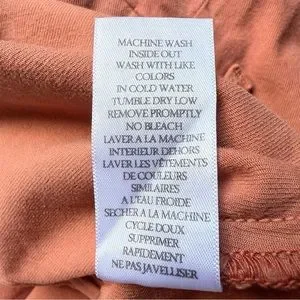 MACHINE WASH
INSIDE OUT
WASH WITH LIKE
COLORS
IN COLD WATER
TUMBLE DRY LOW
REMOVE PROMPTLY
NO BLEACH
LAVER A LA MACHINE
INTERIEUR DEHORS
LAVER LES VÊTEMENTS
DE COULEURS
SIMILAIRES
A L'EAU FROIDE
SECHER A LA MACHINE
CYCLE DOUX
SUPPRIMER
RAPIDEMENT
NE PAS JAVELLISER